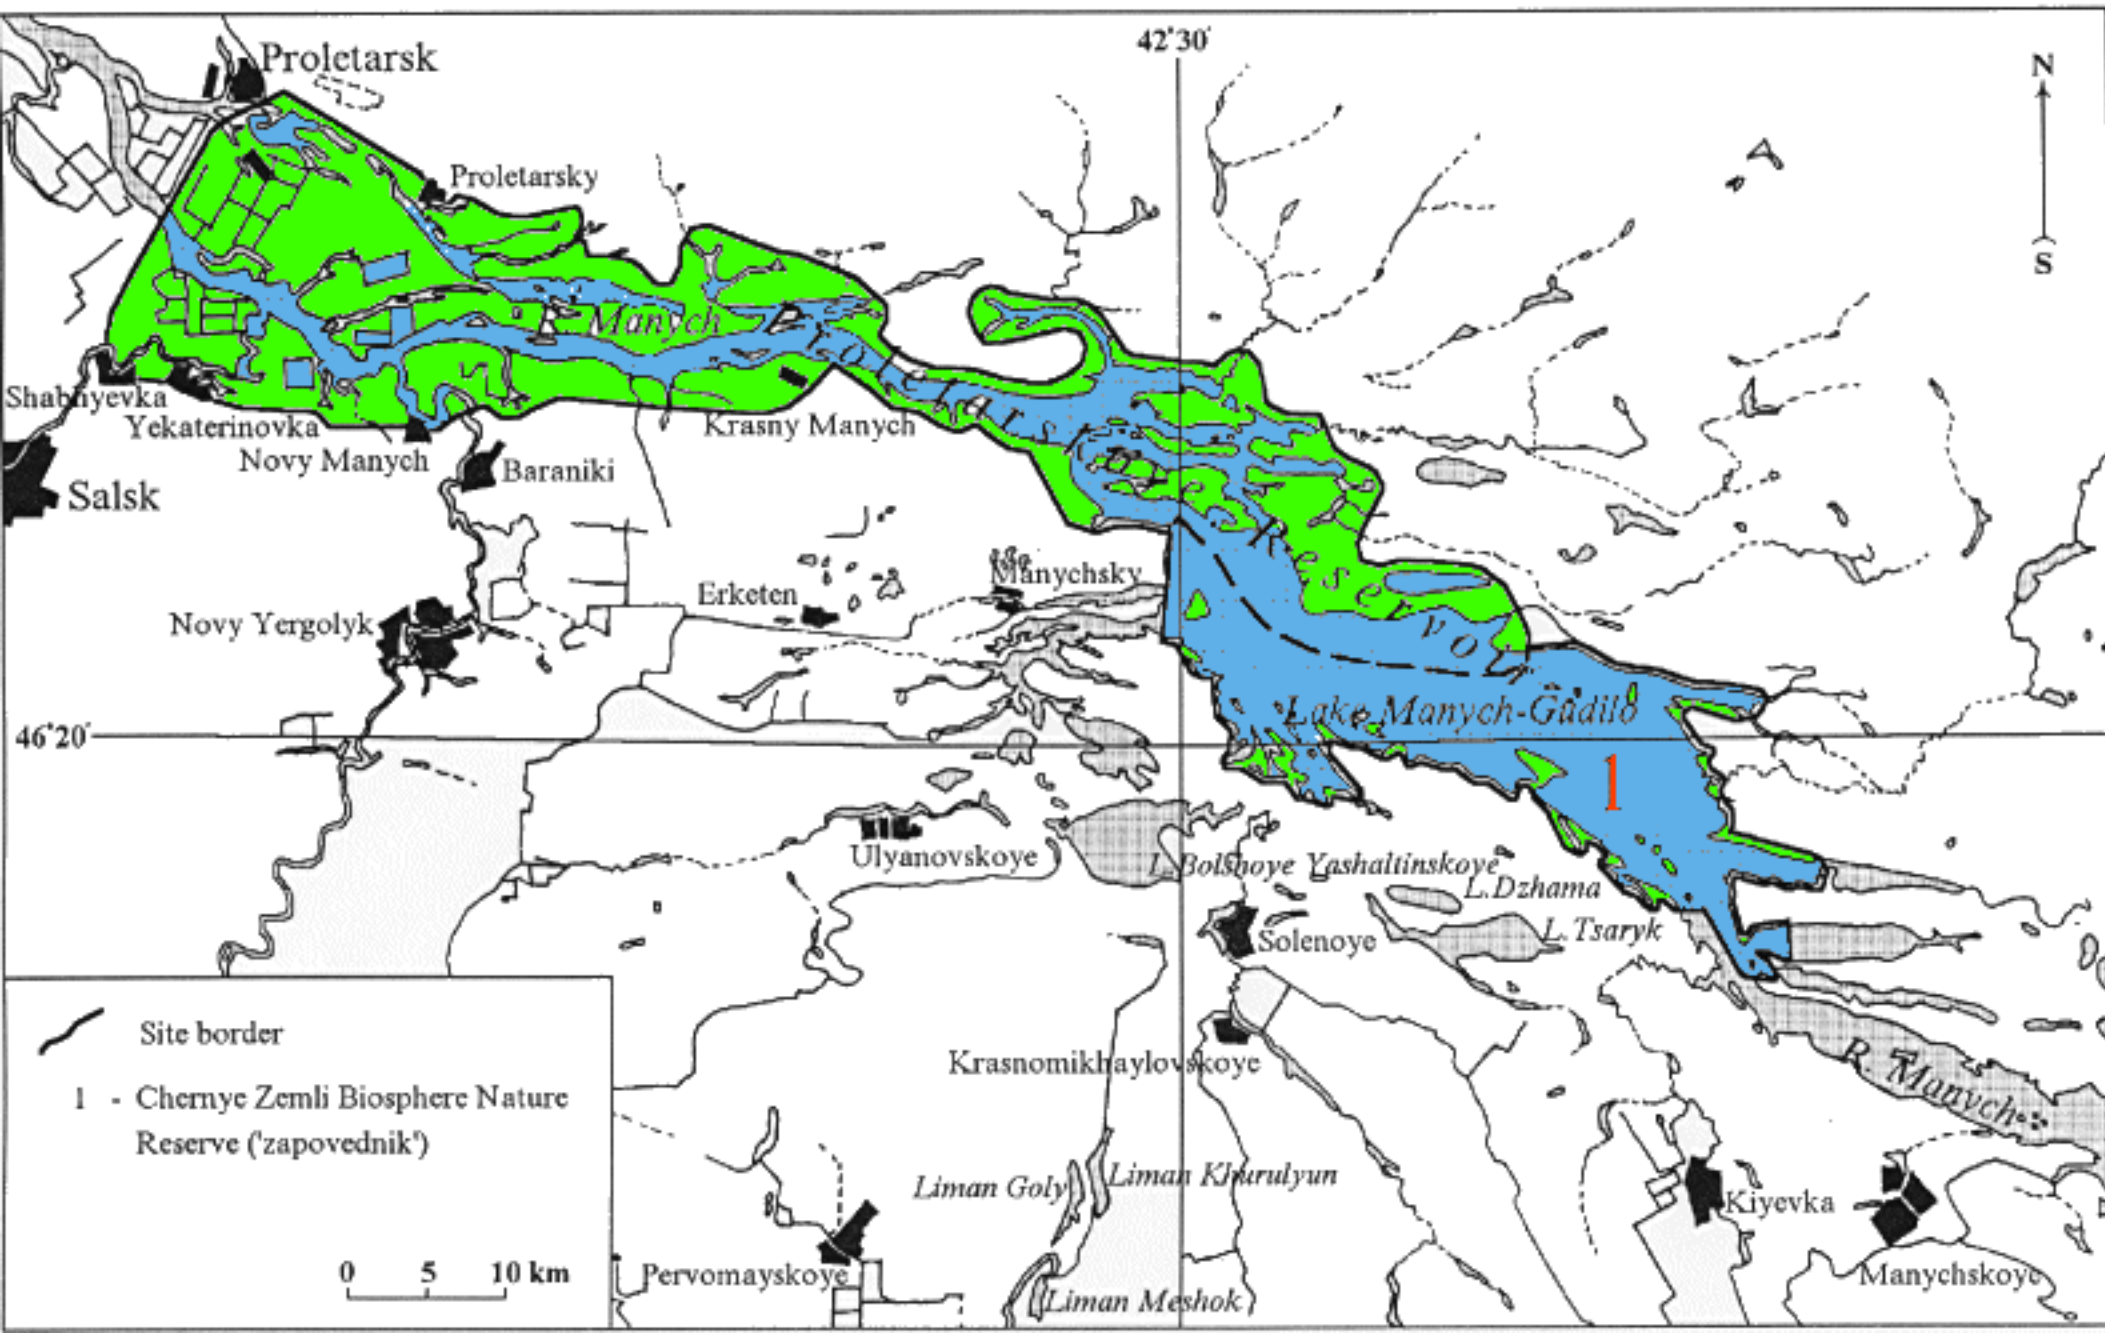 42°30'
Proletarsk
N
Proletarsky
S
Manych
Proletarskoye Reservoir
Shabliyevka
Yekaterinovka
Krasny Manych
Novy Manych
Baraniki
Salsk
Manychsky
Erketen
Novy Yergolyk
Lake Manych-Gudilo
46°20'
1
Ulyanovskoye
L.Bolshoye Yashaltinskoye
L.Dzhama
L.Tsaryk
Solenoye
Site border
Krasnomikhaylovskoye
R. Manych
1 - Chernye Zemli Biosphere Nature
Reserve ('zapovednik')
Liman Goly
Liman Khurulyun
Kiyevka
0 5 10 km
Pervomayskoye
Manychskoye
Liman Meshok